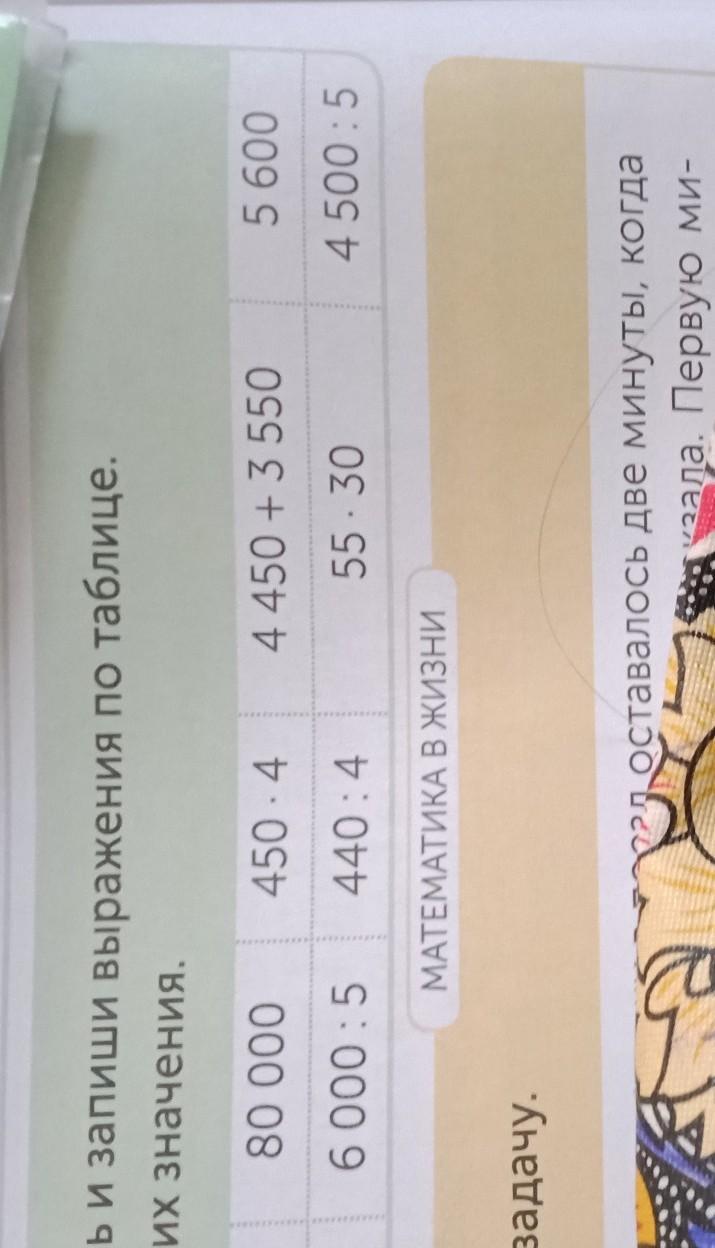 ь и запиши выражения по таблице.
их значения.
80 000 450 · 4 4 450 + 3 550 5 600
6 000 : 5 440 : 4 55 · 30 4 500 : 5
МАТЕМАТИКА В ЖИЗНИ
задачу.
оставалось две минуты, когда
Первую ми-